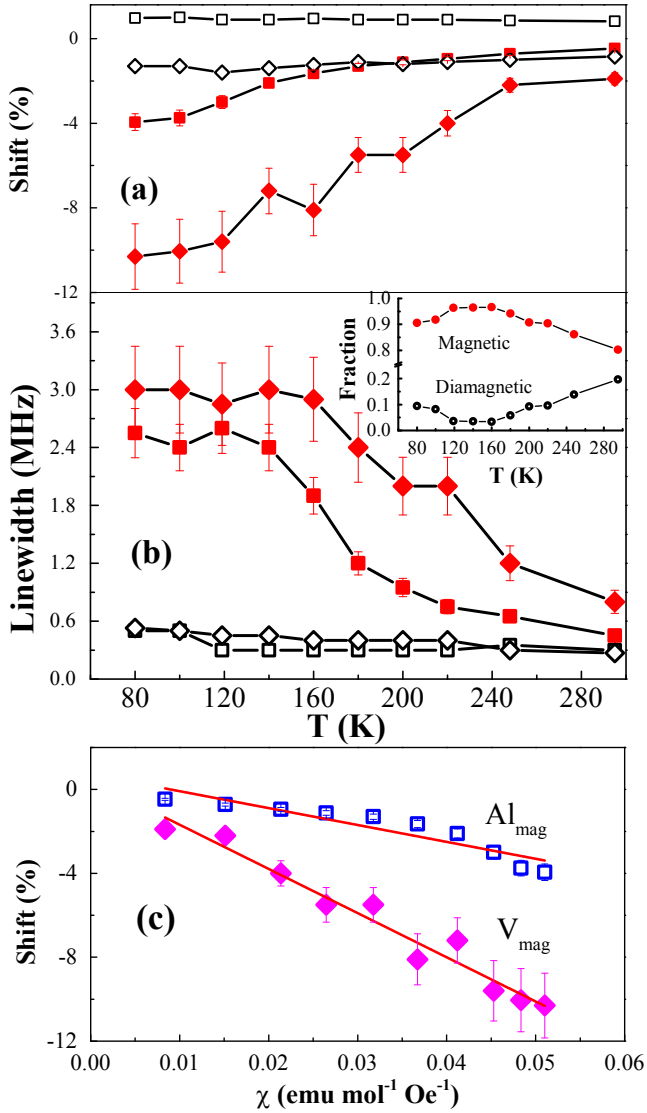 0
-4
-8
-12
Shift (%)
(a)
3.6
3.0
2.4
1.8
1.2
0.6
0.0
Linewidth (MHz)
(b)
1.0
0.9
0.8
0.2
0.1
0.0
Fraction
Magnetic
Diamagnetic
80 120 160 200 240 280
T (K)
80 120 160 200 240 280
T (K)
0
-4
-8
-12
Shift (%)
(c)
Al_mag
V_mag
0.00 0.01 0.02 0.03 0.04 0.05 0.06
χ (emu mol⁻¹ Oe⁻¹)